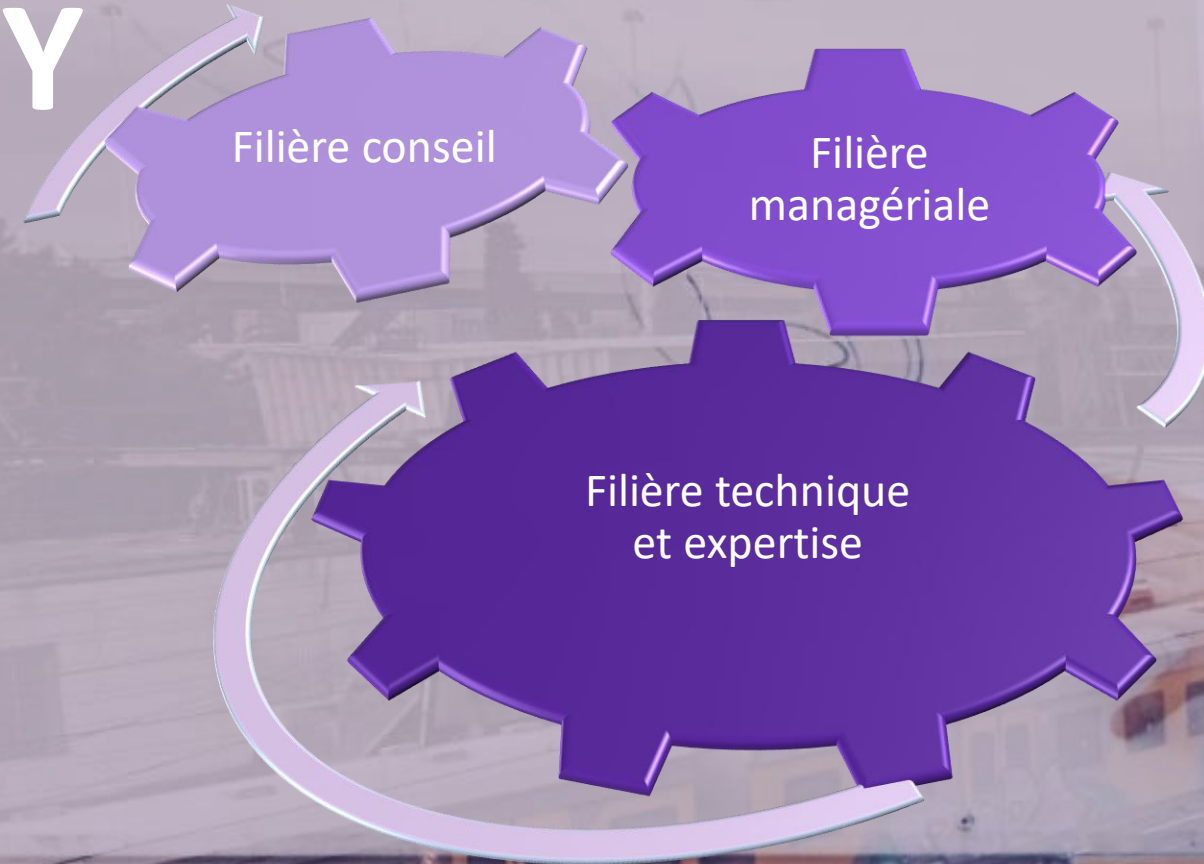 Y
Filière conseil
Filière
managériale
Filière technique
et expertise